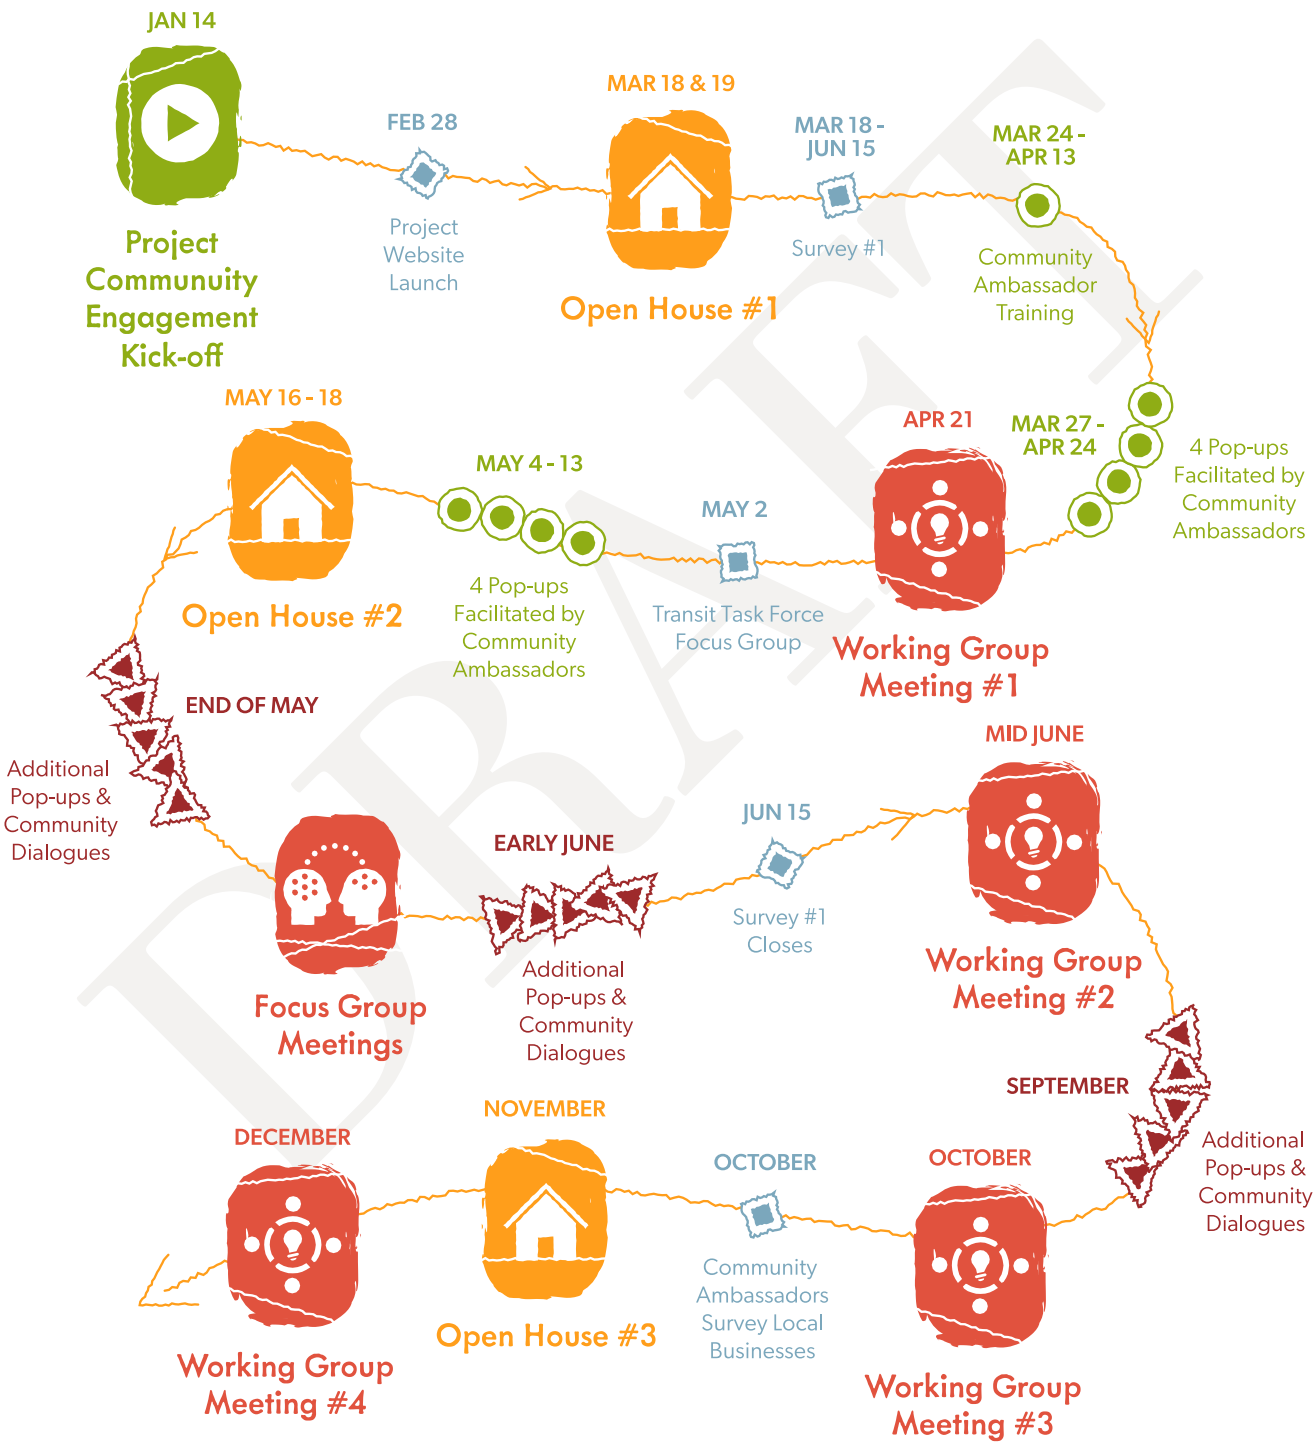 JAN 14
Project
Communuity
Engagement
Kick-off
FEB 28
Project
Website
Launch
MAR 18 & 19
Open House #1
MAR 18 -
JUN 15
Survey #1
MAR 24 -
APR 13
Community
Ambassador
Training
MAR 27 -
APR 24
4 Pop-ups
Facilitated by
Community
Ambassadors
APR 21
Working Group
Meeting #1
MAY 2
Transit Task Force
Focus Group
MAY 4 - 13
4 Pop-ups
Facilitated by
Community
Ambassadors
MAY 16 - 18
Open House #2
END OF MAY
Additional
Pop-ups &
Community
Dialogues
Focus Group
Meetings
EARLY JUNE
Additional
Pop-ups &
Community
Dialogues
JUN 15
Survey #1
Closes
MID JUNE
Working Group
Meeting #2
SEPTEMBER
Additional
Pop-ups &
Community
Dialogues
OCTOBER
Working Group
Meeting #3
OCTOBER
Community
Ambassadors
Survey Local
Businesses
NOVEMBER
Open House #3
DECEMBER
Working Group
Meeting #4
DRAFT